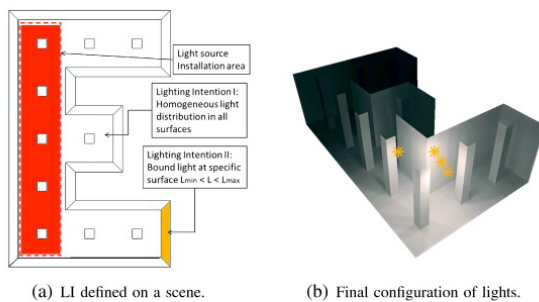 Light source
Installation area
Lighting Intention I:
Homogeneous light
distribution in all
surfaces
Lighting Intention II:
Bound light at specific
surface Lmin < L < Lmax
(a) LI defined on a scene.
(b) Final configuration of lights.